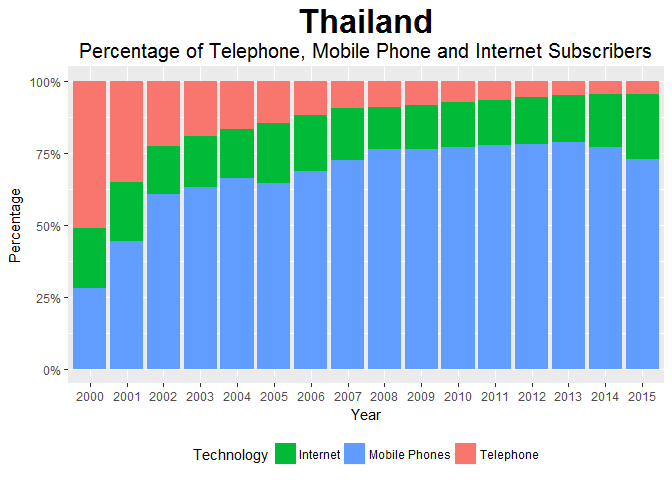 Thailand
Percentage of Telephone, Mobile Phone and Internet Subscribers
100%
75%
50%
25%
0%
Percentage
2000 2001 2002 2003 2004 2005 2006 2007 2008 2009 2010 2011 2012 2013 2014 2015
Year
Technology Internet Mobile Phones Telephone